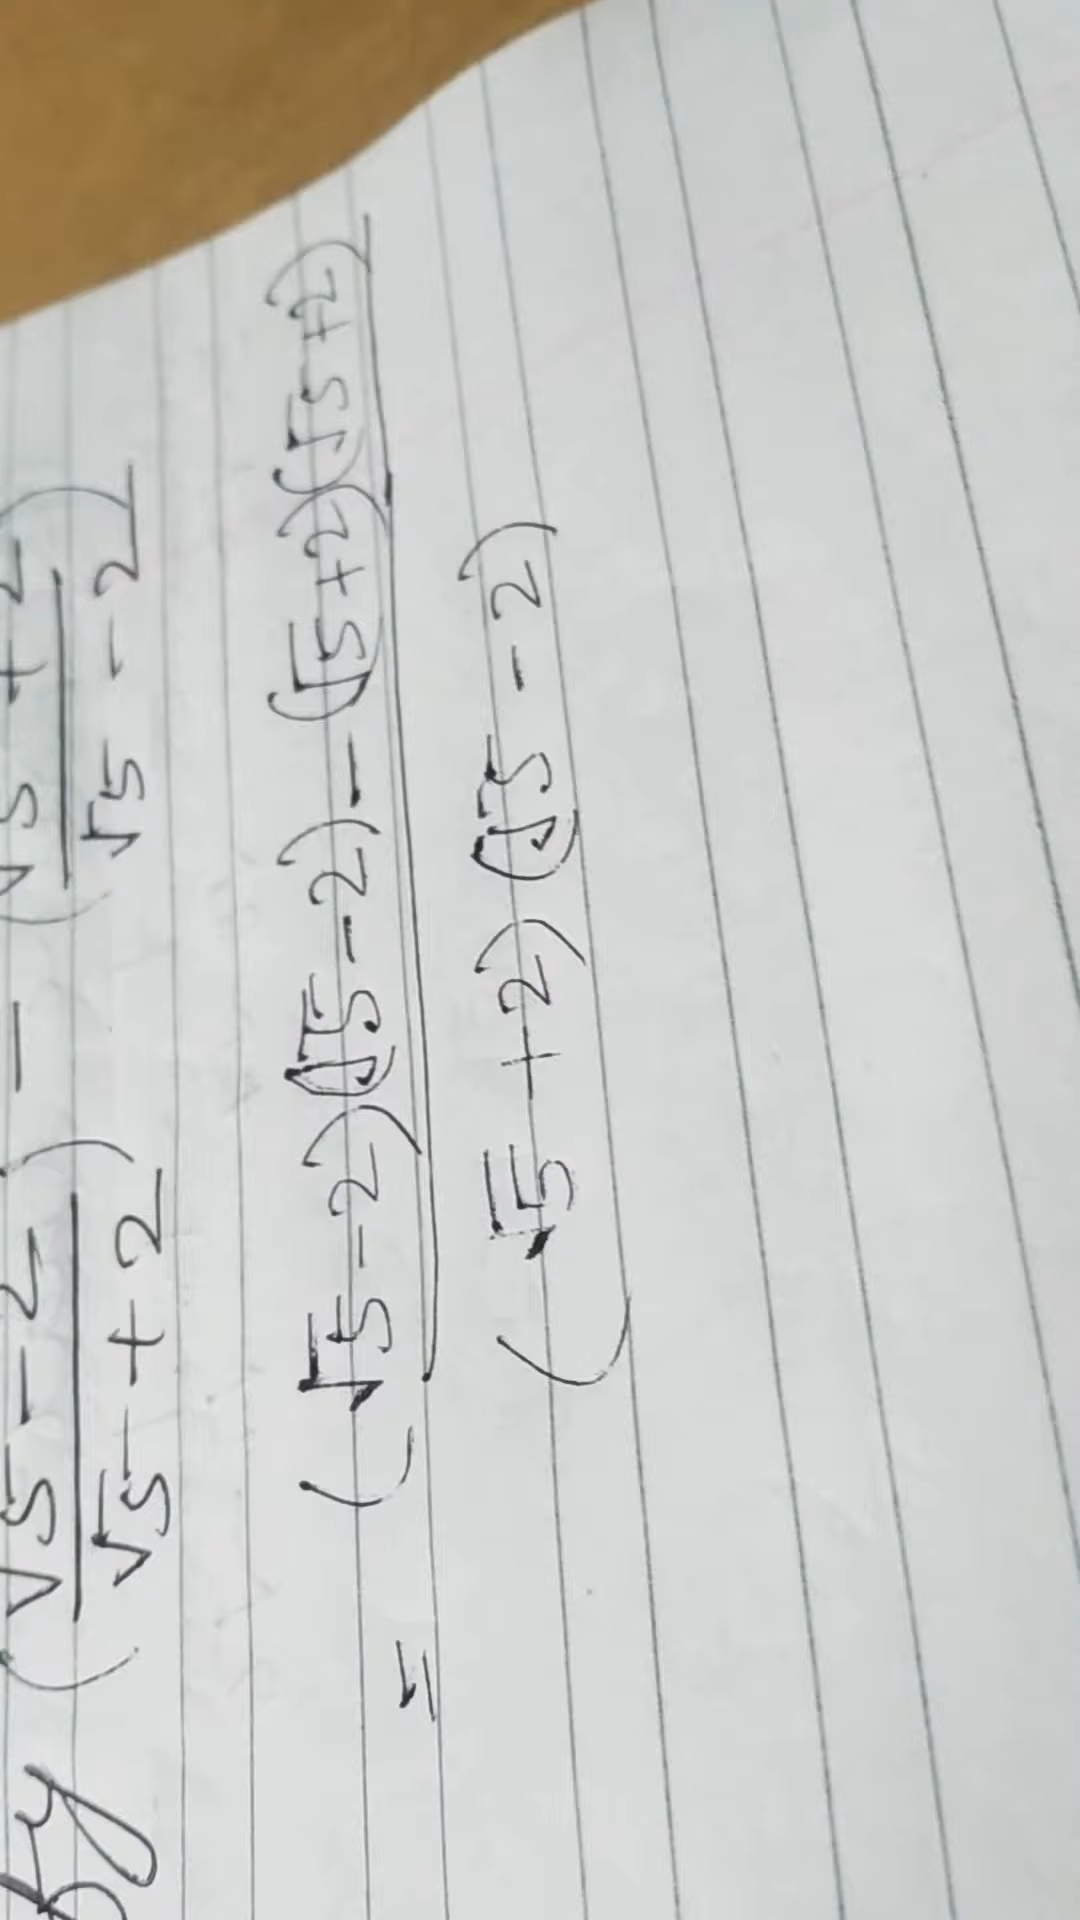 (√5 - 2 / √5 + 2) - (√5 + 2 / √5 - 2)
= (√5 - 2)(√5 - 2) - (√5 + 2)(√5 + 2)
(√5 + 2)(√5 - 2)